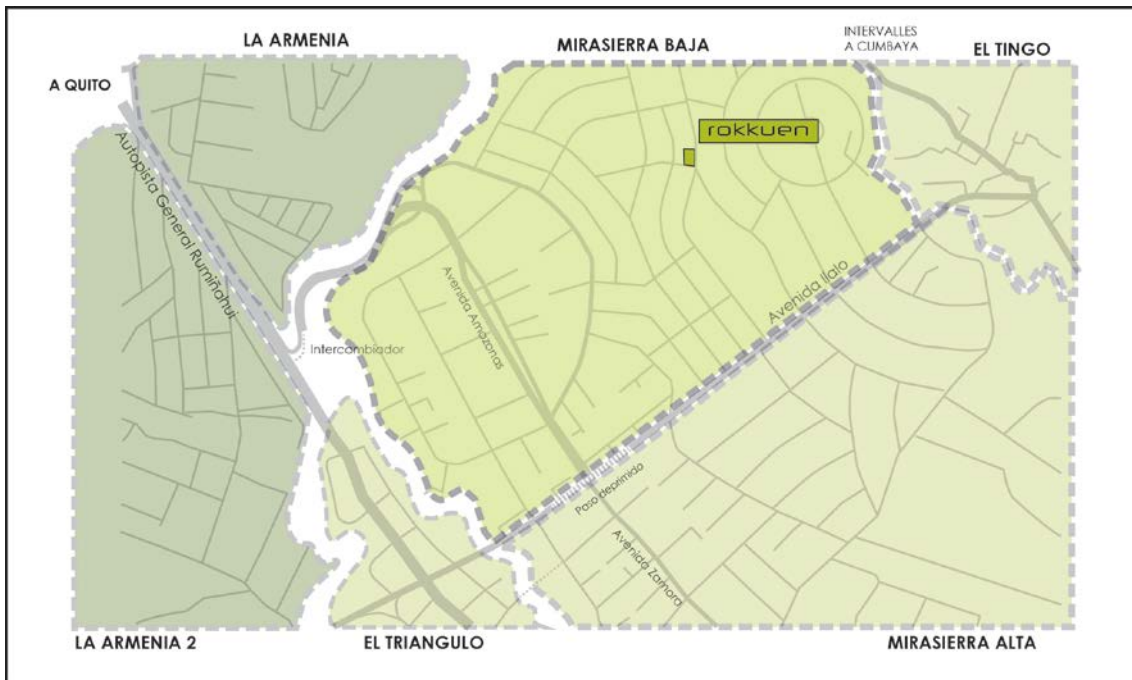 INTERVALLES
A CUMBAYA
LA ARMENIA
MIRASIERRA BAJA
EL TINGO
A QUITO
rokkuen
Autopista General Rumiñahui
Avenida Amazonas
Avenida Ilalo
Intercambiador
Paso deprimido
Avenida Zamora
LA ARMENIA 2
EL TRIANGULO
MIRASIERRA ALTA